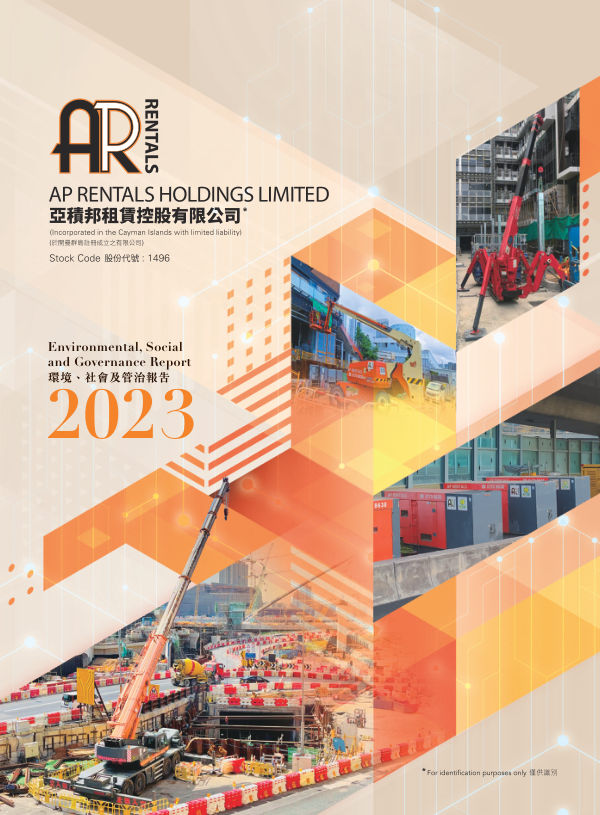 AR
RENTALS
AP RENTALS HOLDINGS LIMITED
亞積邦租賃控股有限公司*
(Incorporated in the Cayman Islands with limited liability)
(於開曼群島註冊成立之有限公司)
Stock Code 股份代號 : 1496
Environmental, Social
and Governance Report
環境、社會及管治報告
2023
AP RENTALS
* For identification purposes only 僅供識別